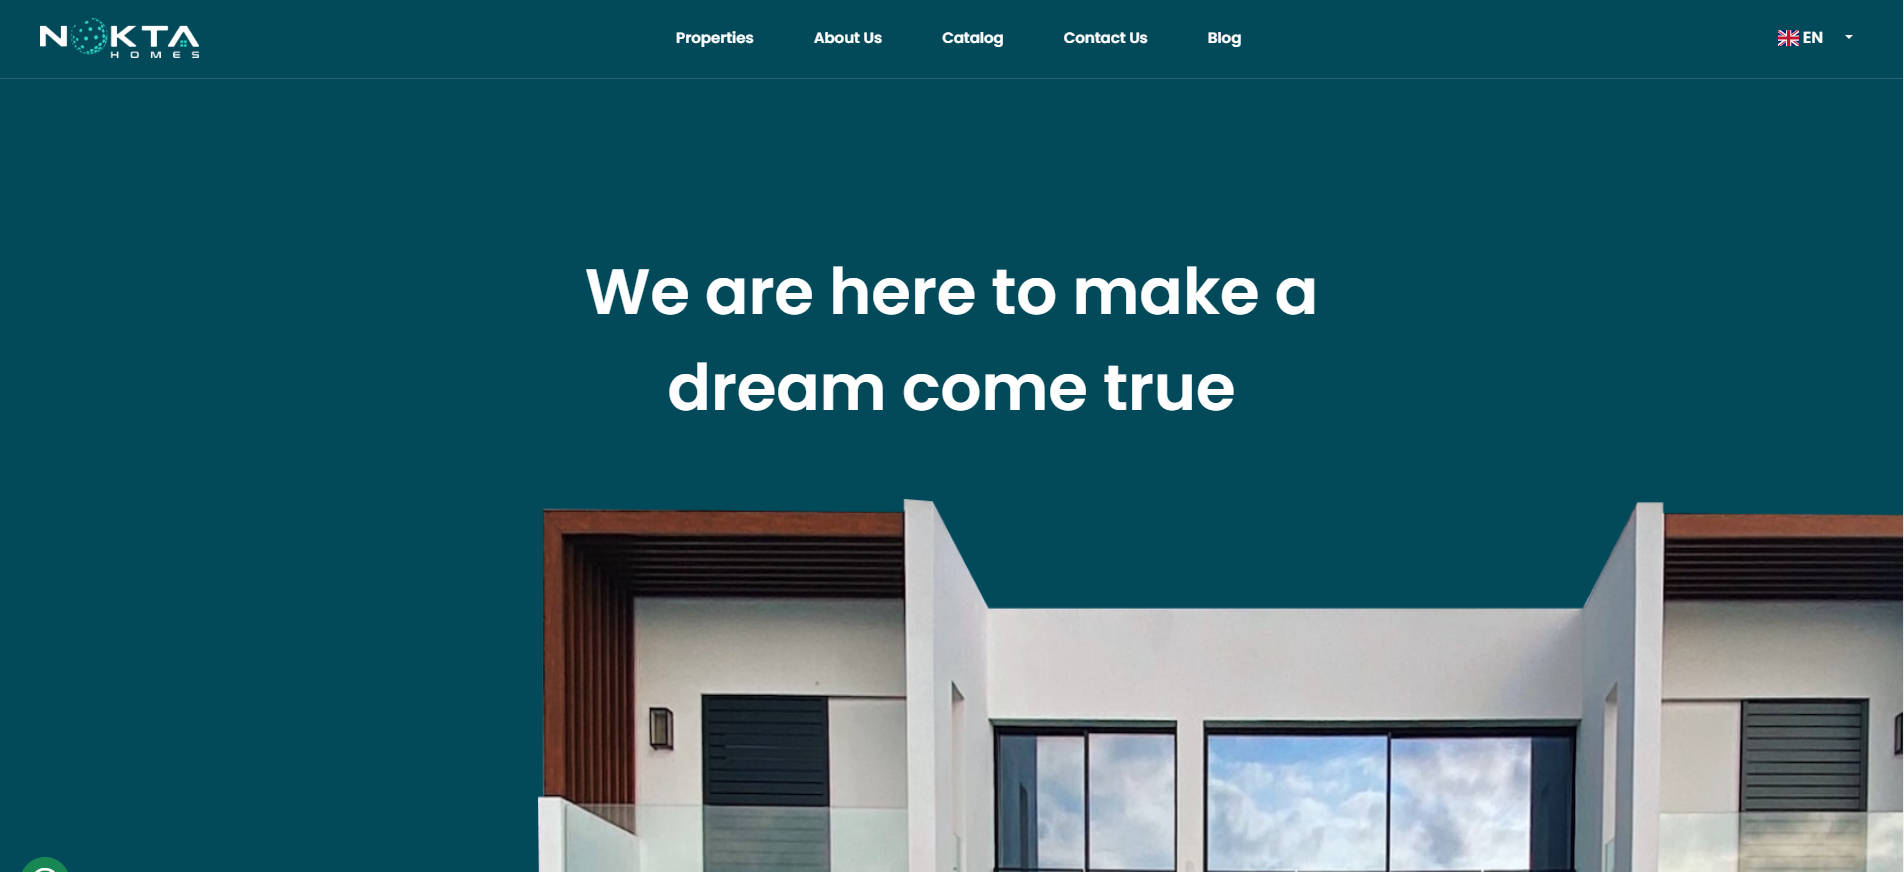 NOKTA
HOMES
Properties
About Us
Catalog
Contact Us
Blog
EN
We are here to make a
dream come true